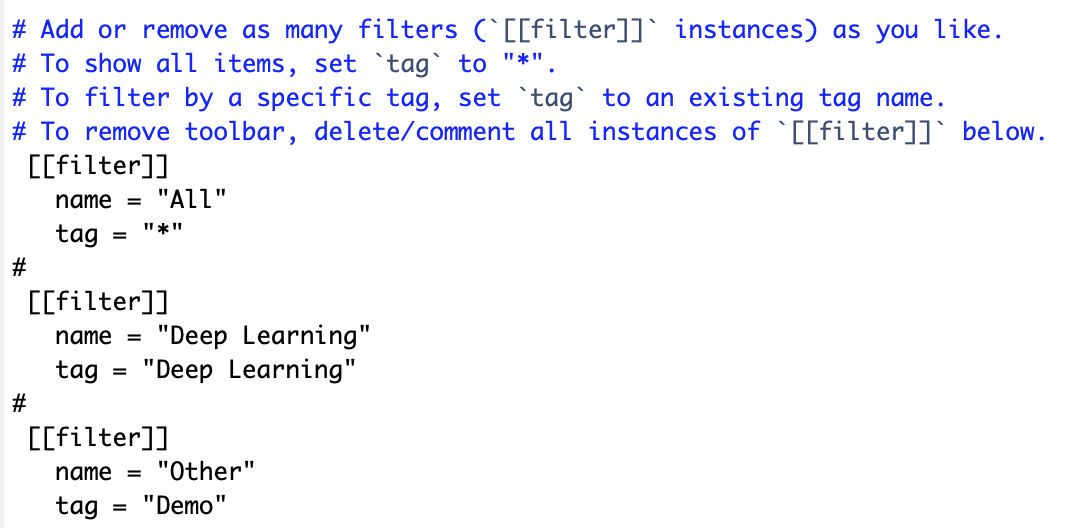 # Add or remove as many filters (`[[filter]]` instances) as you like.
# To show all items, set `tag` to "*".
# To filter by a specific tag, set `tag` to an existing tag name.
# To remove toolbar, delete/comment all instances of `[[filter]]` below.
 [[filter]]
   name = "All"
   tag = "*"
#
 [[filter]]
   name = "Deep Learning"
   tag = "Deep Learning"
#
 [[filter]]
   name = "Other"
   tag = "Demo"